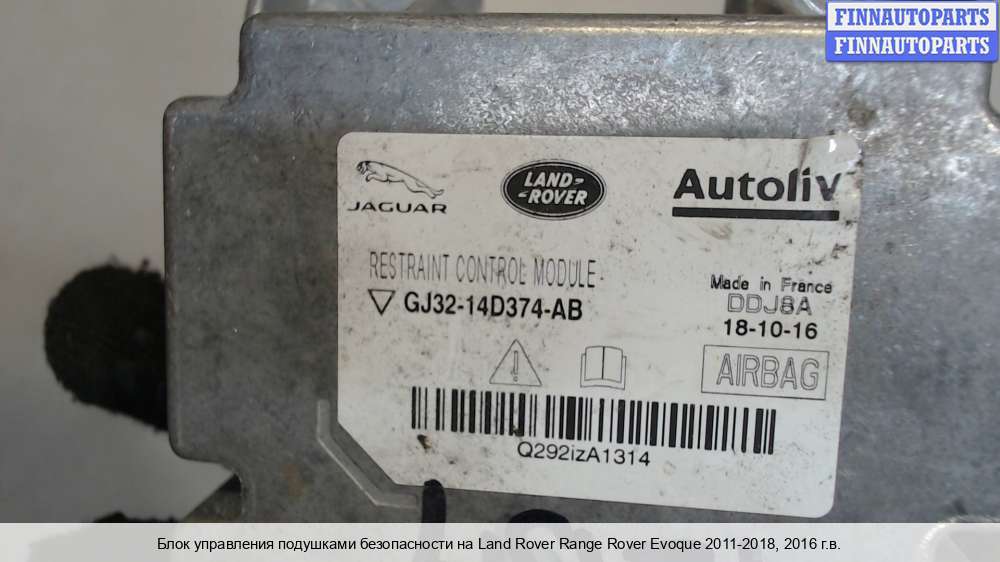 FINNAUTOPARTS
FINNAUTOPARTS
JAGUAR
LAND-
-ROVER
Autoliv
RESTRAINT CONTROL MODULE
GJ32-14D374-AB
Made in France
DDJ8A
18-10-16
AIRBAG
Q292izA1314
Блок управления подушками безопасности на Land Rover Range Rover Evoque 2011-2018, 2016 г.в.